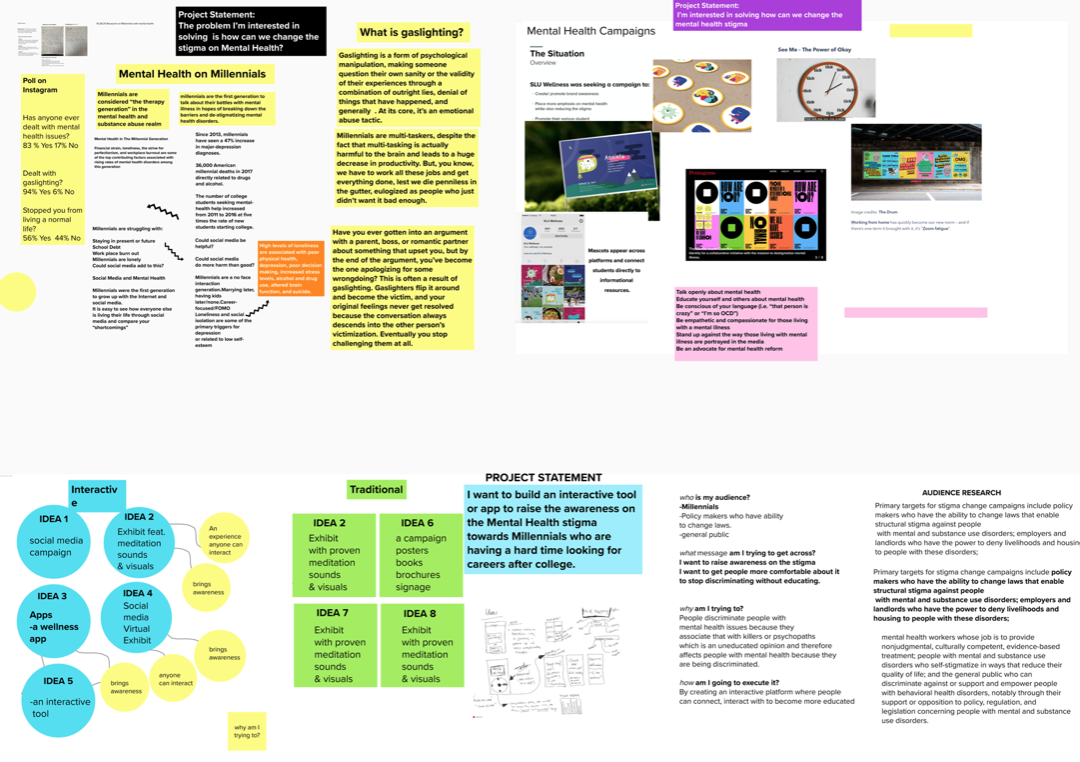 Project Statement:
The problem I'm interested in
solving  is how can we change the
stigma on Mental Health?
Poll on
Instagram
Has anyone ever
dealt with mental
health issues?
83 % Yes 17% No
Dealt with
gaslighting?
94% Yes 6% No
Stopped you from
living a normal
life?
56% Yes  44% No
Mental Health on Millennials
Millennials are
considered "the therapy
generation" in the
mental health and
substance abuse realm
millennials are the first generation to
talk about their battles with mental
illness in hopes of breaking down the
barriers and de-stigmatizing mental
health disorders.
Mental Health in The Millennial Generation
Financial strain, loneliness, the strive for
perfectionism, and workplace burnout are some
of the top contributing factors associated with
rising rates of mental health disorders among
this generation
Millennials are struggling with:
Staying in present or future
School Debt
Work place burn out
Millennials are lonely
Could social media add to this?
Social Media and Mental Health
Millennials were the first generation
to grow up with the Internet and
social media.
It is easy to see how everyone else
is living their life through social
media and compare your
"shortcomings"
Since 2013, millennials
have seen a 47% increase
in major-depression
diagnoses.
36,000 American
millennial deaths in 2017
directly related to drugs
and alcohol.
The number of college
students seeking mental-
health help increased
from 2011 to 2016 at five
times the rate of new
students starting college.
Could social media be
helpful?
Could social media
do more harm than good?
Millennials are a no face
interaction
generation.Marrying later,
having kids
later/none.Career-
focused/FOMO
Loneliness and social
isolation are some of the
primary triggers for
depression
or related to low self-
esteem
High levels of loneliness
are associated with poor
physical health,
depression, poor decision
making, increased stress
levels, alcohol and drug
use, altered brain
function, and suicide.
What is gaslighting?
Gaslighting is a form of psychological
manipulation, making someone
question their own sanity or the validity
of their experiences through a
combination of outright lies, denial of
things that have happened, and
generally  . At its core, it's an emotional
abuse tactic.
Millennials are multi-taskers, despite the
fact that multi-tasking is actually
harmful to the brain and leads to a huge
decrease in productivity. But, you know,
we have to work all these jobs and get
everything done, lest we die penniless in
the gutter, eulogized as people who just
didn't want it bad enough.
Have you ever gotten into an argument
with a parent, boss, or romantic partner
about something that upset you, but by
the end of the argument, you've become
the one apologizing for some
wrongdoing? This is often a result of
gaslighting. Gaslighters flip it around
and become the victim, and your
original feelings never get resolved
because the conversation always
descends into the other person's
victimization. Eventually you stop
challenging them at all.
Project Statement:
I'm interested in solving how can we change the
mental health stigma
Mental Health Campaigns
The Situation
Overview
SLU Wellness was seeking a campaign to:
Create/ promote brand awareness
Place more emphasis on mental health
while also reducing the stigma
Promote their various student
See Me - The Power of Okay
Mascots appear across
platforms and connect
students directly to
informational
resources.
HOW ARE YOU?
Image credits: The Drum
Working from home has quickly become our new norm – and if
there's one term it brought with it, it's 'Zoom fatigue'
Talk openly about mental health
Educate yourself and others about mental health
Be conscious of your language (i.e. "that person is
crazy" or "I'm so OCD")
Be empathetic and compassionate for those living
with a mental illness
Stand up against the way those living with mental
illness are portrayed in the media
Be an advocate for mental health reform
Interactiv
e
IDEA 1
social media
campaign
IDEA 2
Exhibit feat.
meditation
sounds
& visuals
An
experience
anyone can
interact
brings
awareness
IDEA 3
Apps
-a wellness
app
IDEA 4
Social
media
Virtual
Exhibit
brings
awareness
anyone
can interact
brings
awareness
IDEA 5
-an interactive
tool
why am I
trying to?
Traditional
IDEA 2
Exhibit
with proven
meditation
sounds
& visuals
IDEA 6
a campaign
posters
books
brochures
signage
IDEA 7
Exhibit
with proven
meditation
sounds
& visuals
IDEA 8
Exhibit
with proven
meditation
sounds
& visuals
PROJECT STATEMENT
I want to build an interactive tool
or app to raise the awareness on
the Mental Health stigma
towards Millennials who are
having a hard time looking for
careers after college.
who is my audience?
-Millennials
-Policy makers who have ability
to change laws.
-general public
what message am I trying to get across?
I want to raise awareness on the stigma
I want to get people more comfortable about it
to stop discriminating without educating.
why am I trying to?
People discriminate people with
mental health issues because they
associate that with killers or psychopaths
which is an uneducated opinion and therefore
affects people with mental health because they
are being discriminated.
how am I going to execute it?
By creating an interactive platform where people
can connect, interact with to become more educated
AUDIENCE RESEARCH
Primary targets for stigma change campaigns include policy
makers who have the ability to change laws that enable
structural stigma against people
with mental and substance use disorders; employers and
landlords who have the power to deny livelihoods and housing
to people with these disorders;
Primary targets for stigma change campaigns include policy
makers who have the ability to change laws that enable
structural stigma against people
with mental and substance use disorders; employers and
landlords who have the power to deny livelihoods and
housing to people with these disorders;
mental health workers whose job is to provide
nonjudgmental, culturally competent, evidence-based
treatment; people with mental and substance use
disorders who self-stigmatize in ways that reduce their
quality of life; and the general public who can
discriminate against or support and empower people
with behavioral health disorders, notably through their
support or opposition to policy, regulation, and
legislation concerning people with mental and substance
use disorders.